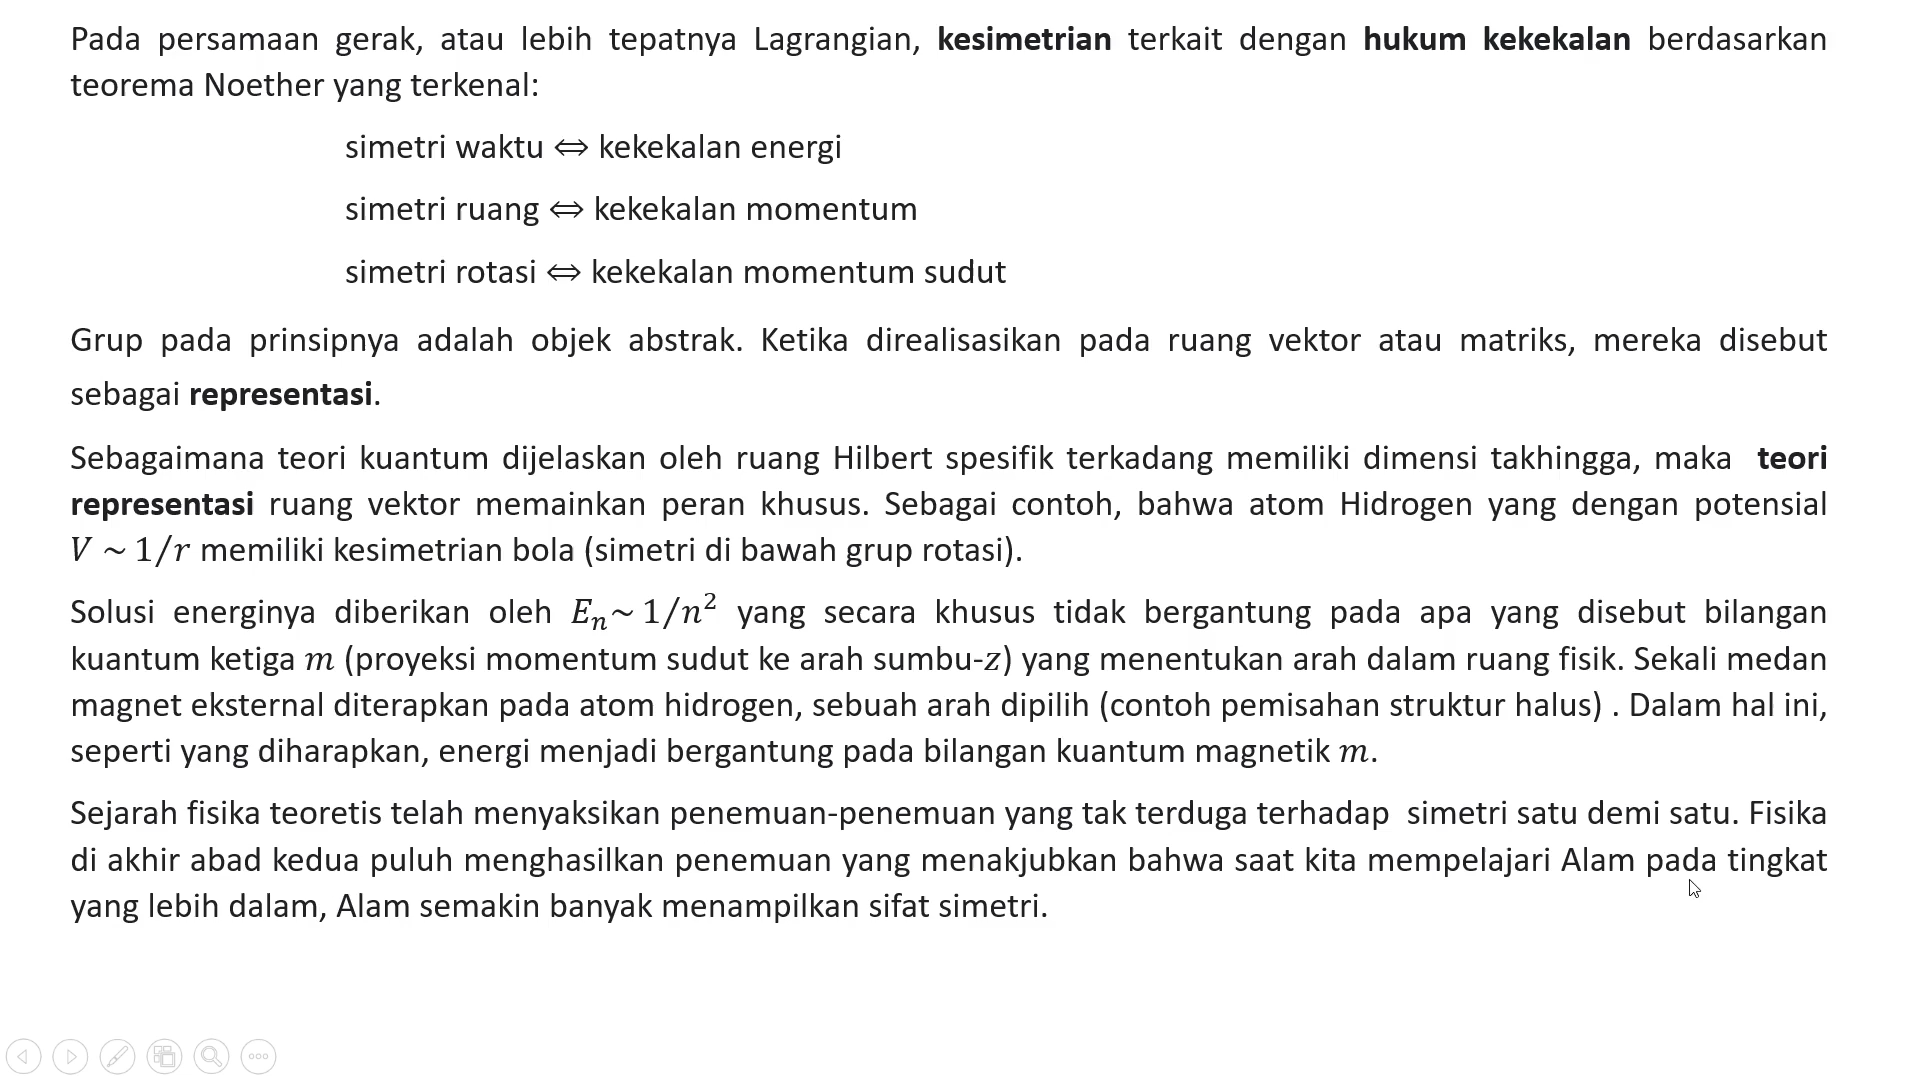 Pada persamaan gerak, atau lebih tepatnya Lagrangian, kesimetrian terkait dengan hukum kekekalan berdasarkan
teorema Noether yang terkenal:
simetri waktu ⟺ kekekalan energi
simetri ruang ⟺ kekekalan momentum
simetri rotasi ⟺ kekekalan momentum sudut
Grup pada prinsipnya adalah objek abstrak. Ketika direalisasikan pada ruang vektor atau matriks, mereka disebut
sebagai representasi.
Sebagaimana teori kuantum dijelaskan oleh ruang Hilbert spesifik terkadang memiliki dimensi takhingga, maka teori
representasi ruang vektor memainkan peran khusus. Sebagai contoh, bahwa atom Hidrogen yang dengan potensial
V ~ 1/r memiliki kesimetrian bola (simetri di bawah grup rotasi).
Solusi energinya diberikan oleh Eₙ~ 1/n² yang secara khusus tidak bergantung pada apa yang disebut bilangan
kuantum ketiga m (proyeksi momentum sudut ke arah sumbu-z) yang menentukan arah dalam ruang fisik. Sekali medan
magnet eksternal diterapkan pada atom hidrogen, sebuah arah dipilih (contoh pemisahan struktur halus) . Dalam hal ini,
seperti yang diharapkan, energi menjadi bergantung pada bilangan kuantum magnetik m.
Sejarah fisika teoretis telah menyaksikan penemuan-penemuan yang tak terduga terhadap simetri satu demi satu. Fisika
di akhir abad kedua puluh menghasilkan penemuan yang menakjubkan bahwa saat kita mempelajari Alam pada tingkat
yang lebih dalam, Alam semakin banyak menampilkan sifat simetri.